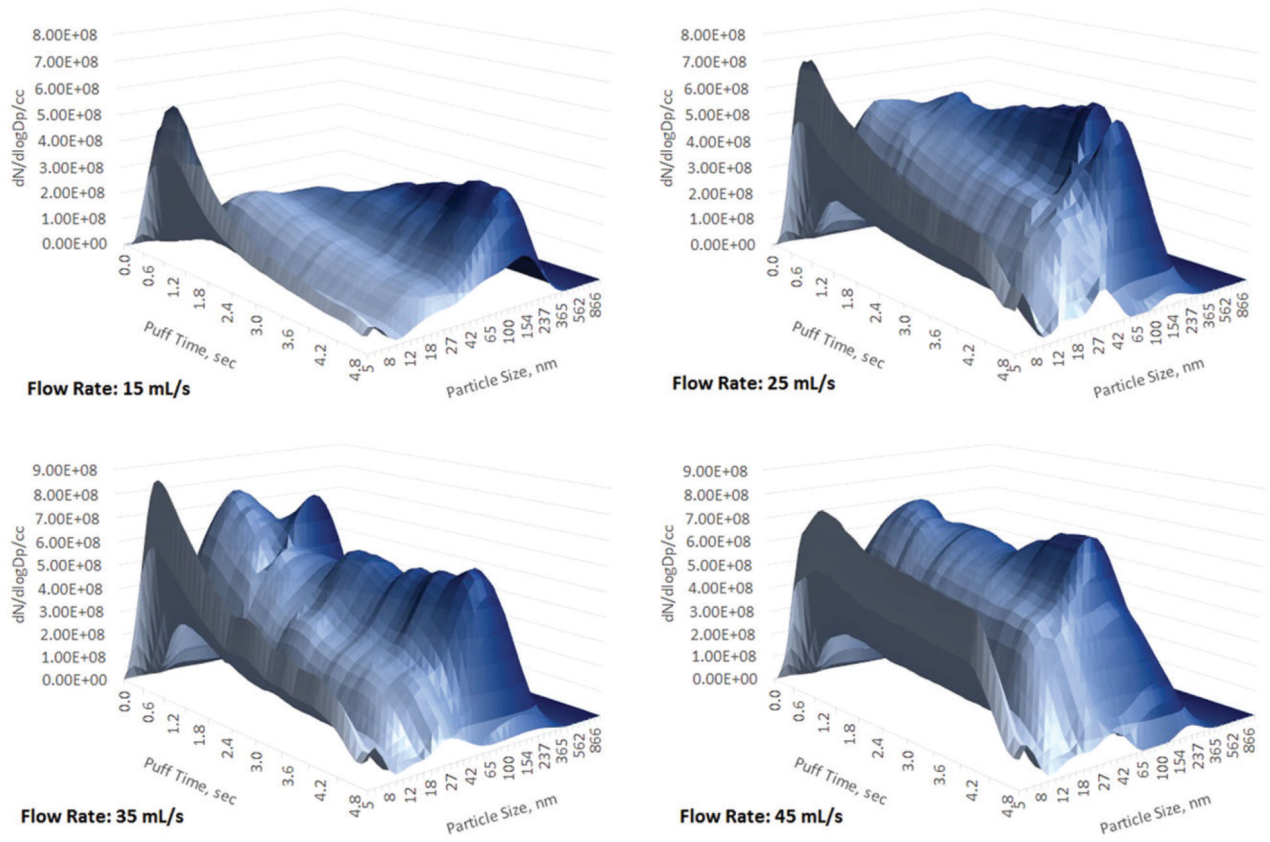 8.00E+08
7.00E+08
6.00E+08
5.00E+08
4.00E+08
3.00E+08
2.00E+08
1.00E+08
0.00E+00
dN/dlogDp/cc
0.0
0.6
1.2
1.8
2.4
3.0
3.6
4.2
4.8
Puff Time, sec
5
8
12
18
27
42
65
100
154
237
365
562
866
Particle Size, nm
Flow Rate: 15 mL/s
8.00E+08
7.00E+08
6.00E+08
5.00E+08
4.00E+08
3.00E+08
2.00E+08
1.00E+08
0.00E+00
dN/dlogDp/cc
0.0
0.6
1.2
1.8
2.4
3.0
3.6
4.2
4.8
Puff Time, sec
5
8
12
18
27
42
65
100
154
237
365
562
866
Particle Size, nm
Flow Rate: 25 mL/s
9.00E+08
8.00E+08
7.00E+08
6.00E+08
5.00E+08
4.00E+08
3.00E+08
2.00E+08
1.00E+08
0.00E+00
dN/dlogDp/cc
0.0
0.6
1.2
1.8
2.4
3.0
3.6
4.2
4.8
Puff Time, sec
5
8
12
18
27
42
65
100
154
237
365
562
866
Particle Size, nm
Flow Rate: 35 mL/s
9.00E+08
8.00E+08
7.00E+08
6.00E+08
5.00E+08
4.00E+08
3.00E+08
2.00E+08
1.00E+08
0.00E+00
dN/dlogDp/cc
0.0
0.6
1.2
1.8
2.4
3.0
3.6
4.2
4.8
Puff Time, sec
5
8
12
18
27
42
65
100
154
237
365
562
866
Particle Size, nm
Flow Rate: 45 mL/s